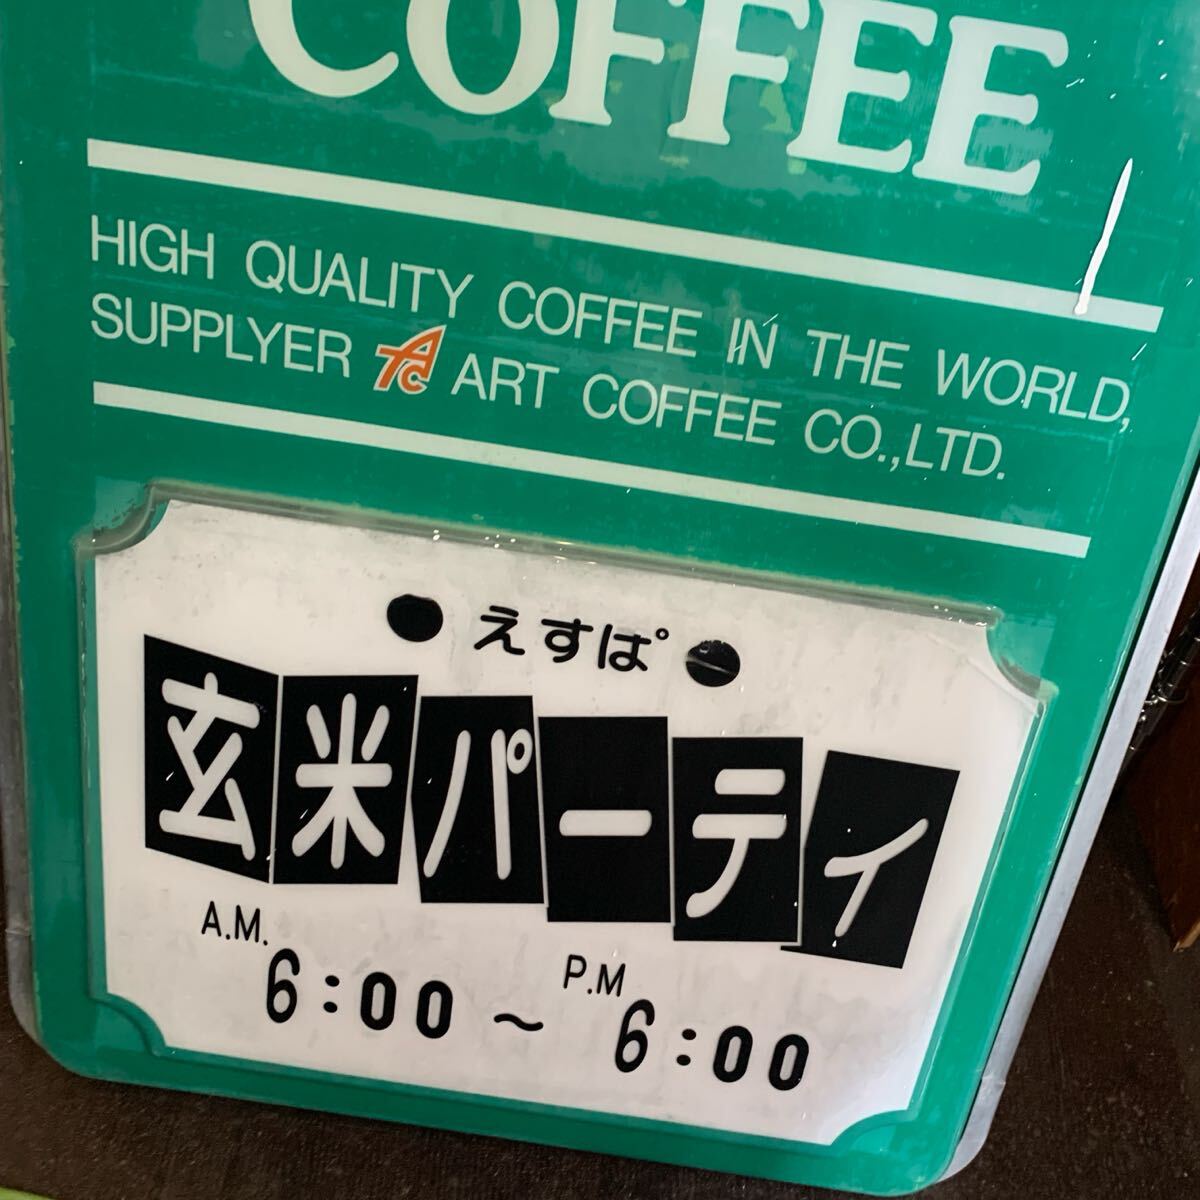 COFFEE
HIGH QUALITY COFFEE IN THE WORLD,
SUPPLYER ATC ART COFFEE CO.,LTD.
●えすぱ●
玄米パーティ
A.M. 6:00 ~ P.M 6:00